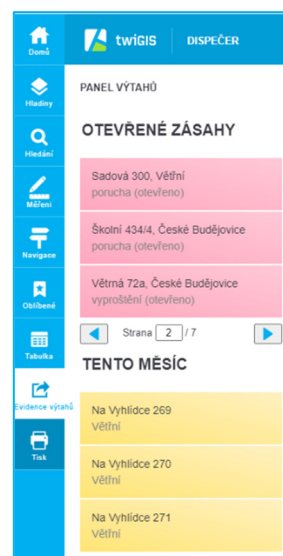 Domů
twiGIS
DISPEČER
Hladiny
Hledání
Měření
Navigace
Oblíbené
Tabulka
Evidence výtahů
Tisk
PANEL VÝTAHŮ
OTEVŘENÉ ZÁSAHY
Sadová 300, Větřní
porucha (otevřeno)
Školní 434/4, České Budějovice
porucha (otevřeno)
Větrná 72a, České Budějovice
vyproštění (otevřeno)
Strana 2 / 7
TENTO MĚSÍC
Na Vyhlídce 269
Větřní
Na Vyhlídce 270
Větřní
Na Vyhlídce 271
Větřní